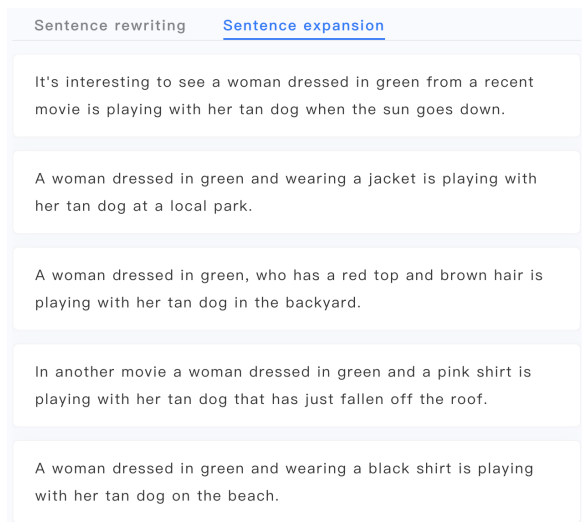 Sentence rewriting Sentence expansion
It's interesting to see a woman dressed in green from a recent
movie is playing with her tan dog when the sun goes down.
A woman dressed in green and wearing a jacket is playing with
her tan dog at a local park.
A woman dressed in green, who has a red top and brown hair is
playing with her tan dog in the backyard.
In another movie a woman dressed in green and a pink shirt is
playing with her tan dog that has just fallen off the roof.
A woman dressed in green and wearing a black shirt is playing
with her tan dog on the beach.